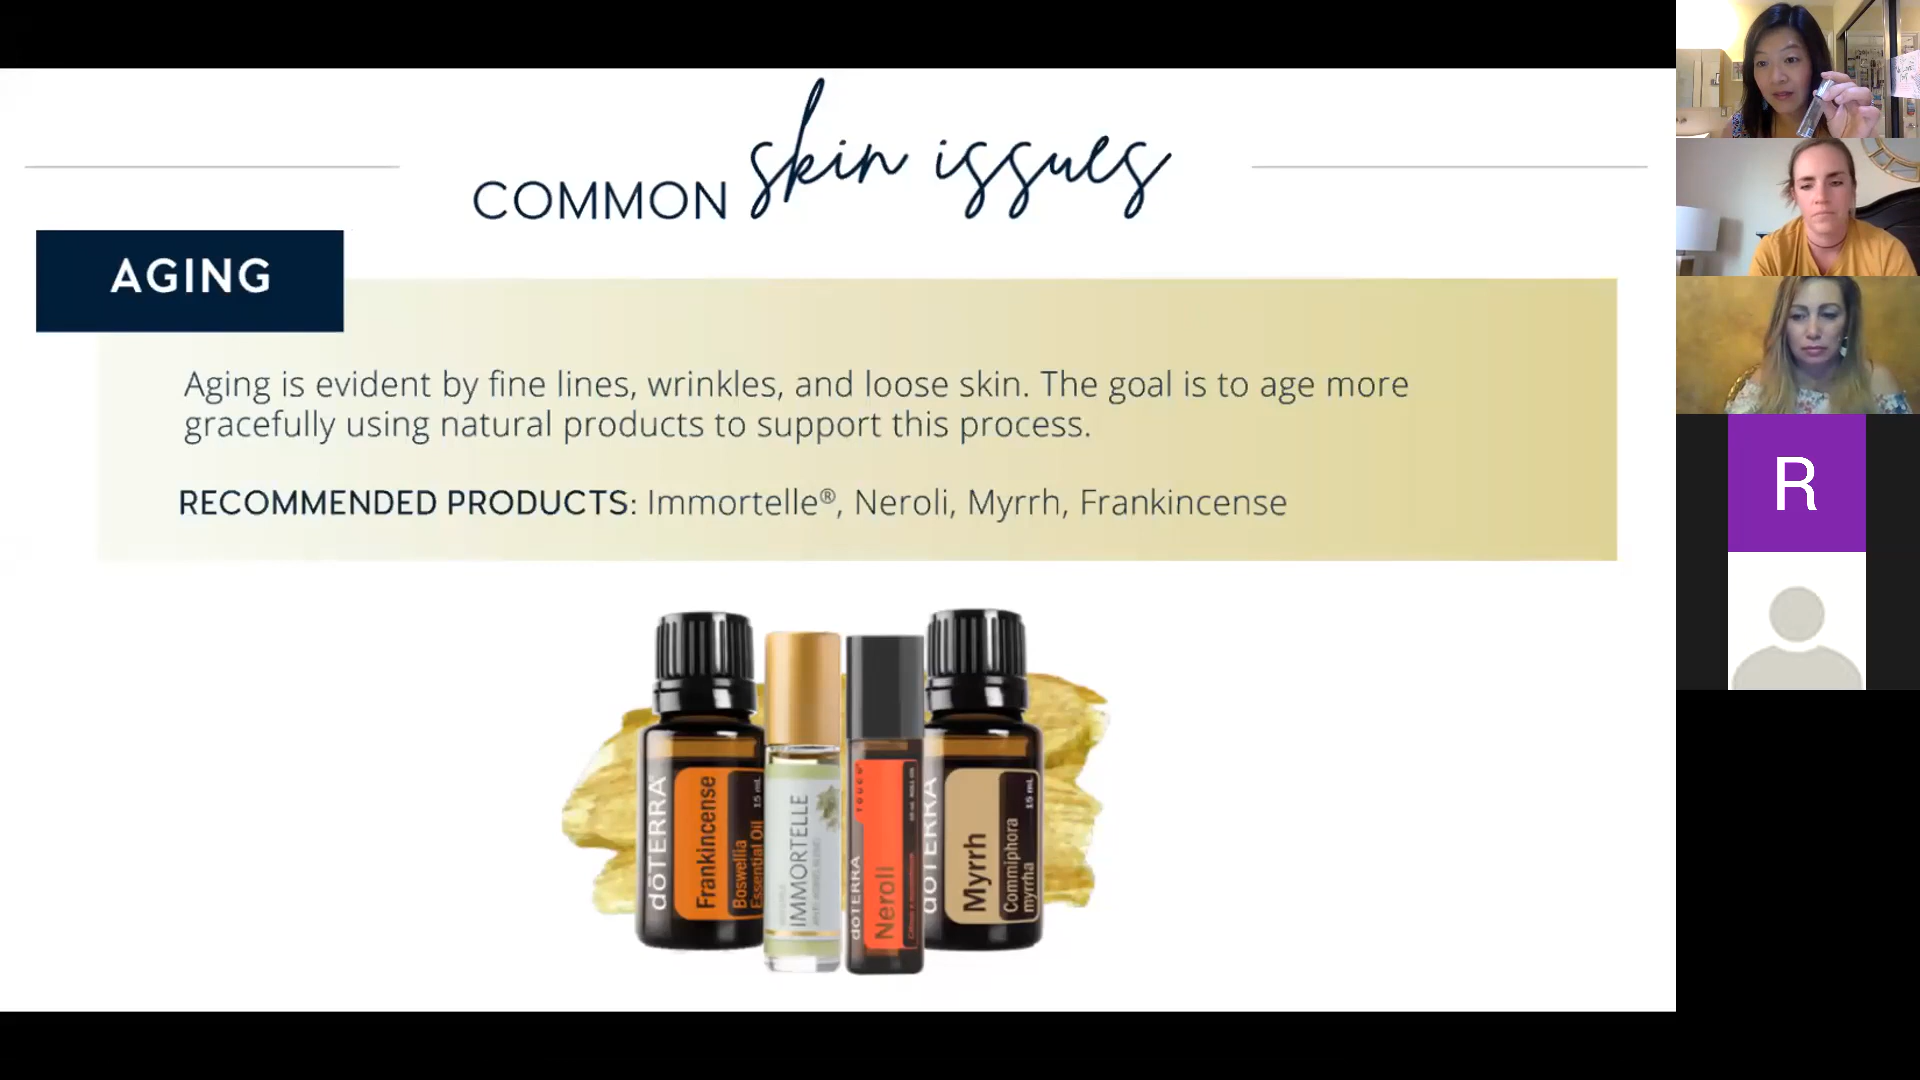 COMMON skin issues
AGING
Aging is evident by fine lines, wrinkles, and loose skin. The goal is to age more
gracefully using natural products to support this process.
RECOMMENDED PRODUCTS: Immortelle®, Neroli, Myrrh, Frankincense
dōTERRA
Frankincense
Boswellia
Essential Oil
15 mL
IMMORTELLE
dōTERRA
TOUCH
Neroli
dōTERRA
Myrrh
Commiphora
myrrha
15 mL
R